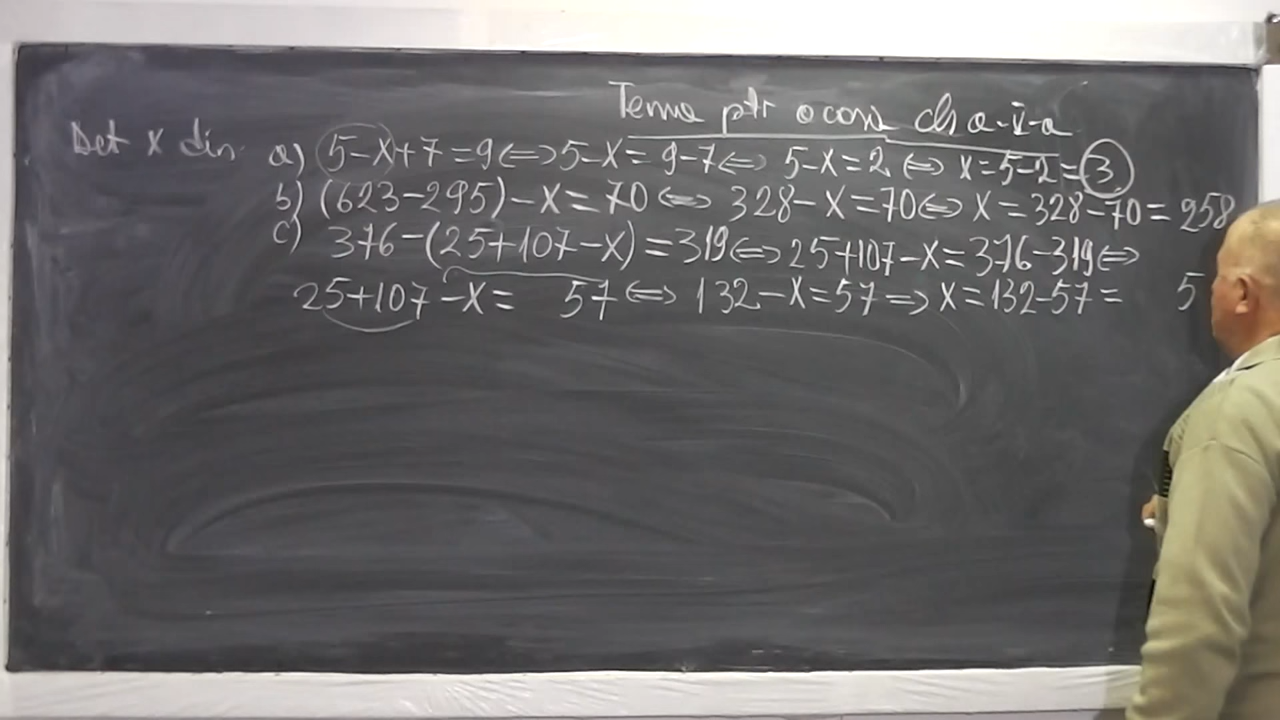 Tema ptr acasă cls a-V-a
Det x din: a) (5-x)+7=9⇔5-x=9-7⇔ 5-x=2 ⇔ x=5-2=3
b) (623-295)-x=70 ⇔ 328-x=70⇔ x=328-70=258
c) 376-(25+107-x)=319⇔25+107-x=376-319⇔
25+107-x= 57⇔ 132-x=57⇒x=132-57= 5